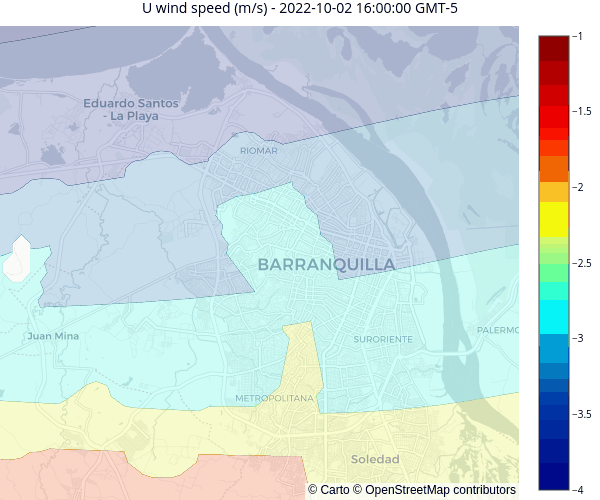 U wind speed (m/s) - 2022-10-02 16:00:00 GMT-5
−1
Eduardo Santos
- La Playa
−1.5
RIOMAR
−2
BARRANQUILLA
−2.5
Juan Mina
SURORIENTE
PALERMO
−3
METROPOLITANA
−3.5
Soledad
© Carto © OpenStreetMap contributors
−4